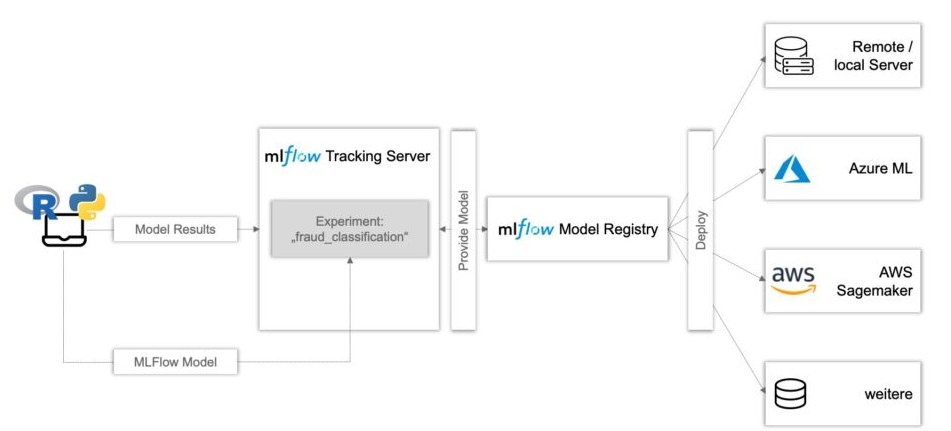 Remote /
local Server
mlflow Tracking Server
Azure ML
R
Experiment:
„fraud_classification“
Model Results
Provide Model
mlflow Model Registry
Deploy
aws
AWS
Sagemaker
MLFlow Model
weitere